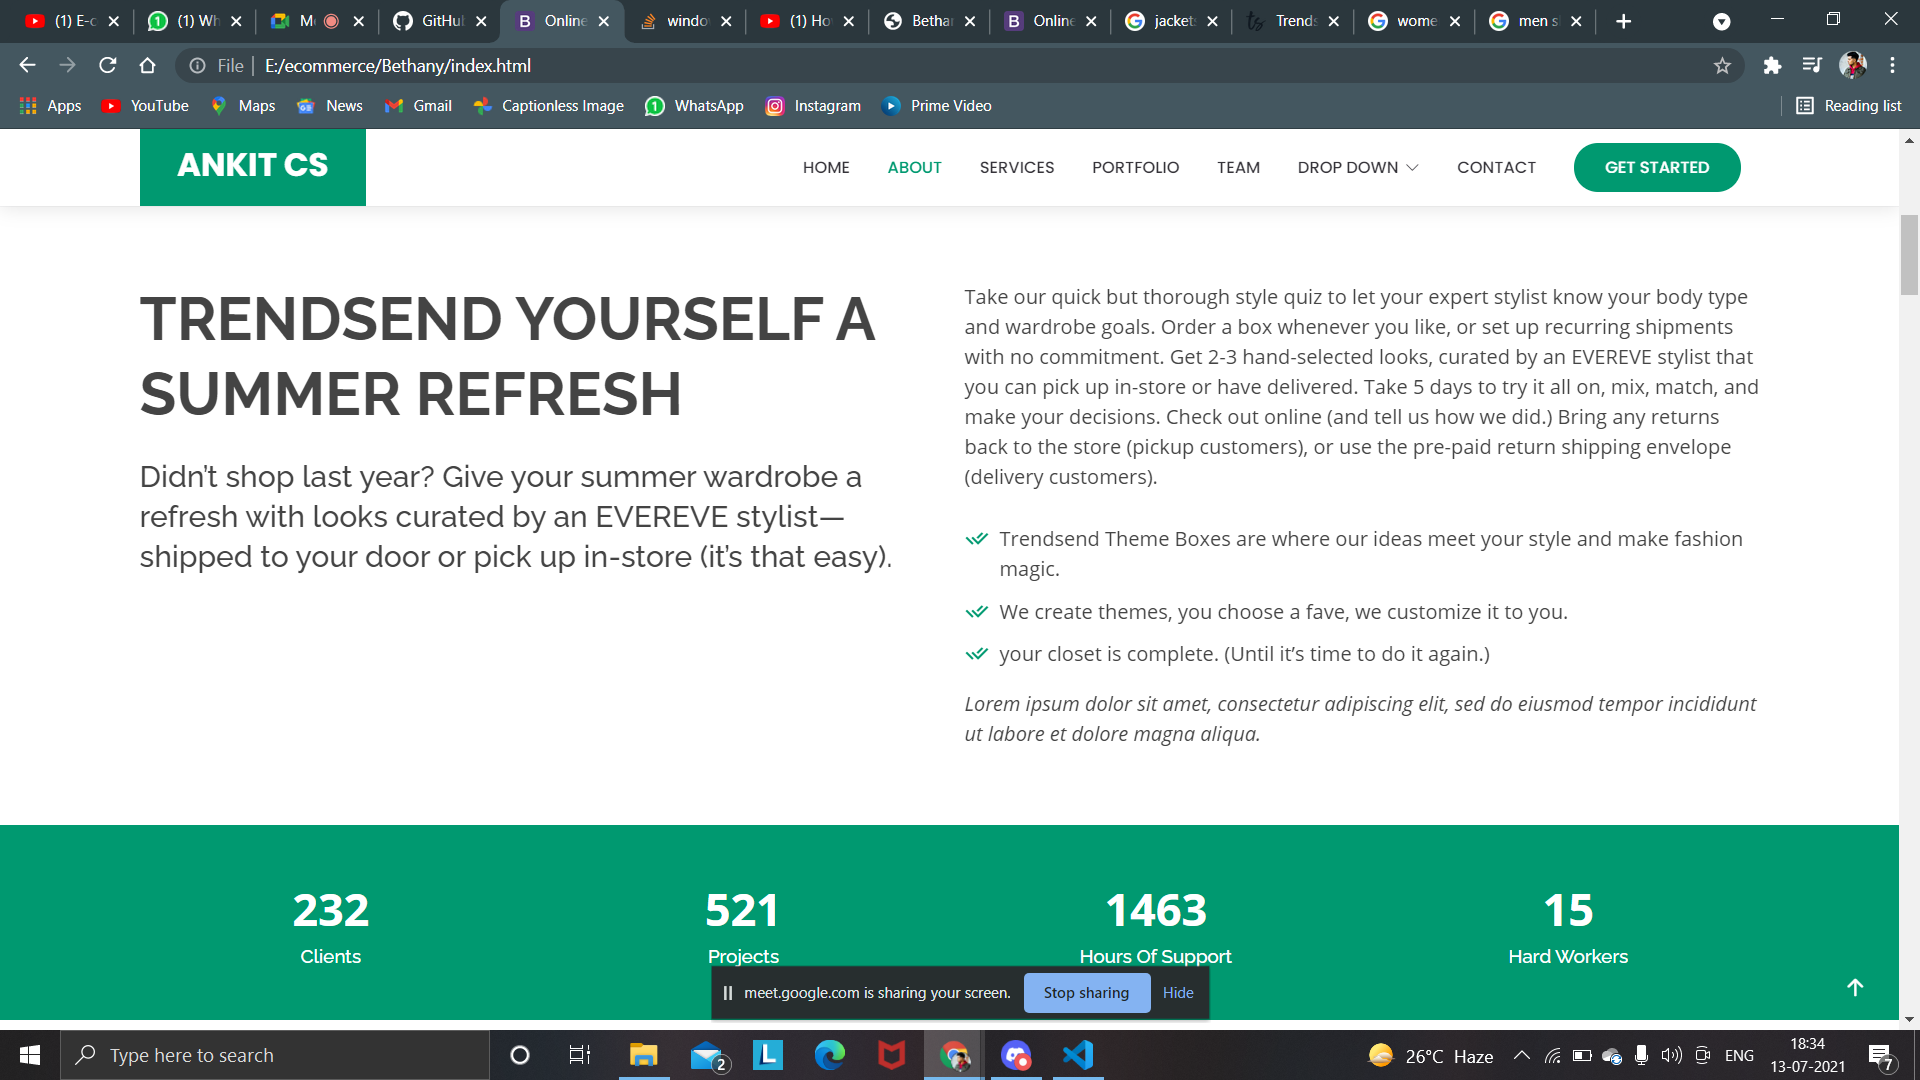 (1) E-c
(1) Wh
Me
GitHub
Online
windo
(1) Ho
Bethan
Online
jacket
Trends
wome
men s
File
E:/ecommerce/Bethany/index.html
Apps
YouTube
Maps
News
Gmail
Captionless Image
WhatsApp
Instagram
Prime Video
Reading list
ANKIT CS
HOME
ABOUT
SERVICES
PORTFOLIO
TEAM
DROP DOWN
CONTACT
GET STARTED
TRENDSEND YOURSELF A
SUMMER REFRESH
Didn’t shop last year? Give your summer wardrobe a
refresh with looks curated by an EVEREVE stylist—
shipped to your door or pick up in-store (it’s that easy).
Take our quick but thorough style quiz to let your expert stylist know your body type
and wardrobe goals. Order a box whenever you like, or set up recurring shipments
with no commitment. Get 2-3 hand-selected looks, curated by an EVEREVE stylist that
you can pick up in-store or have delivered. Take 5 days to try it all on, mix, match, and
make your decisions. Check out online (and tell us how we did.) Bring any returns
back to the store (pickup customers), or use the pre-paid return shipping envelope
(delivery customers).
Trendsend Theme Boxes are where our ideas meet your style and make fashion
magic.
We create themes, you choose a fave, we customize it to you.
your closet is complete. (Until it’s time to do it again.)
Lorem ipsum dolor sit amet, consectetur adipiscing elit, sed do eiusmod tempor incididunt
ut labore et dolore magna aliqua.
232
Clients
521
Projects
1463
Hours Of Support
15
Hard Workers
meet.google.com is sharing your screen.
Stop sharing
Hide
Type here to search
2
26°C Haze
ENG
18:34
13-07-2021
7